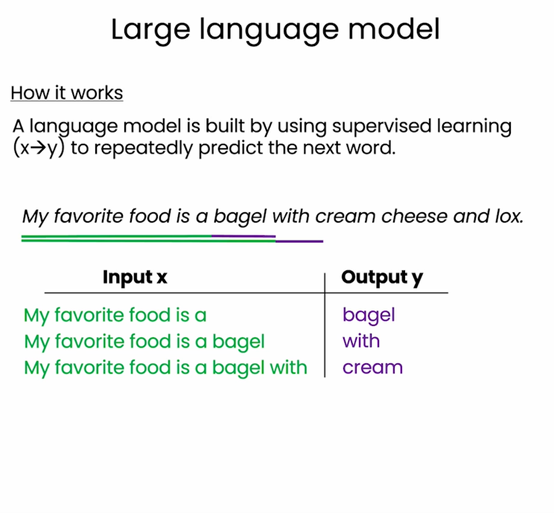 Large language model
How it works
A language model is built by using supervised learning
(x→y) to repeatedly predict the next word.
My favorite food is a bagel with cream cheese and lox.
Input x Output y
My favorite food is a bagel
My favorite food is a bagel with
My favorite food is a bagel with cream